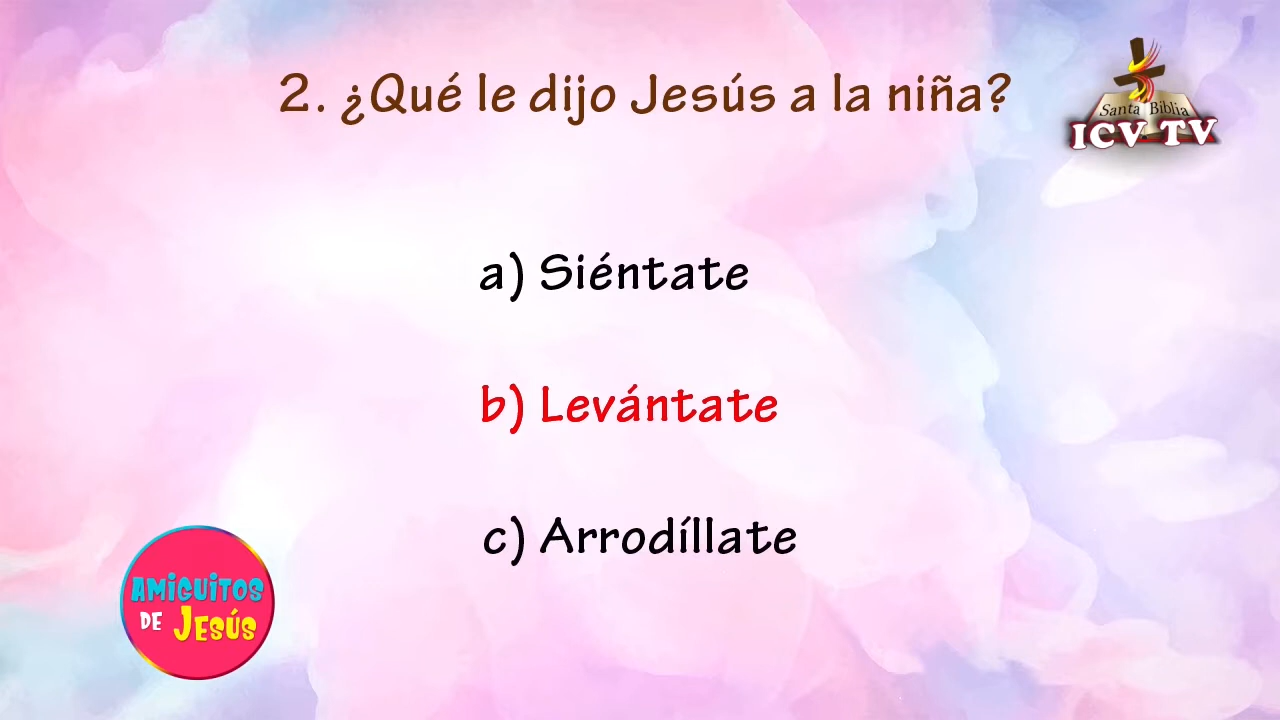 2. ¿Qué le dijo Jesús a la niña?
Santa Biblia
ICV TV
a) Siéntate
b) Levántate
c) Arrodíllate
AMIGUITOS
DE JESÚS